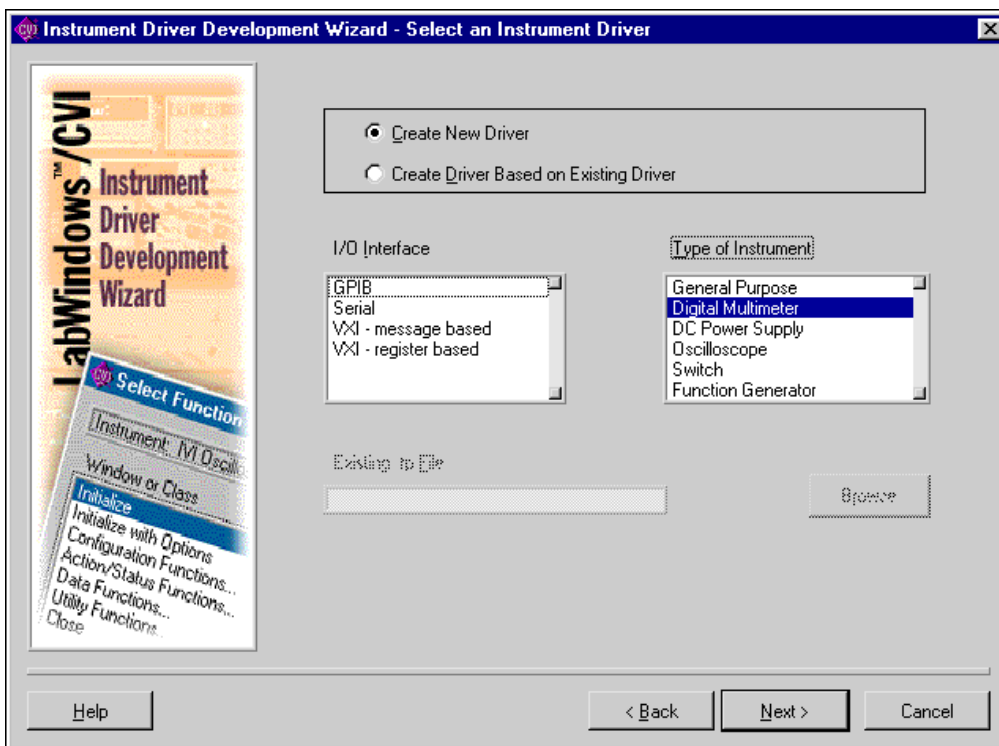 Instrument Driver Development Wizard - Select an Instrument Driver
LabWindows™/CVI
Instrument
Driver
Development
Wizard
Select Function
Instrument: IVI Oscill
Window or Class
Initialize
Initialize with Options
Configuration Functions...
Action/Status Functions...
Data Functions...
Utility Functions...
Close
Create New Driver
Create Driver Based on Existing Driver
I/O Interface
GPIB
Serial
VXI - message based
VXI - register based
Type of Instrument
General Purpose
Digital Multimeter
DC Power Supply
Oscilloscope
Switch
Function Generator
Existing .fp File
Browse
Help
< Back
Next >
Cancel